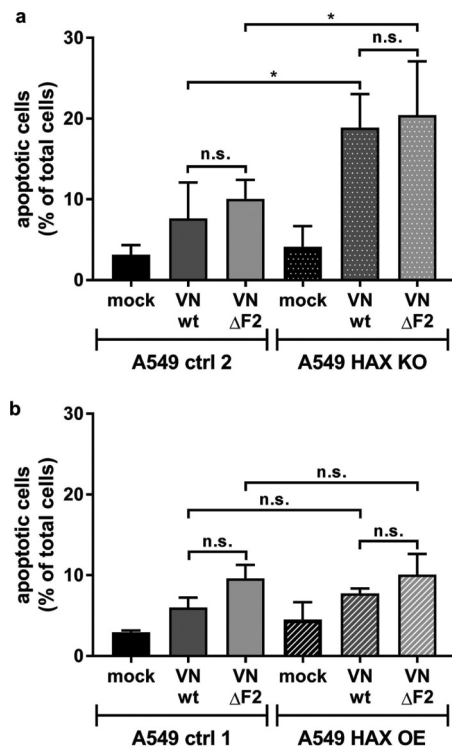 a
apoptotic cells
(% of total cells)
30
20
10
0
*
*
n.s.
n.s.
mock VN VN mock VN VN
wt ΔF2 wt ΔF2
A549 ctrl 2 A549 HAX KO
b
apoptotic cells
(% of total cells)
30
20
10
0
n.s.
n.s.
n.s. n.s.
mock VN VN mock VN VN
wt ΔF2 wt ΔF2
A549 ctrl 1 A549 HAX OE